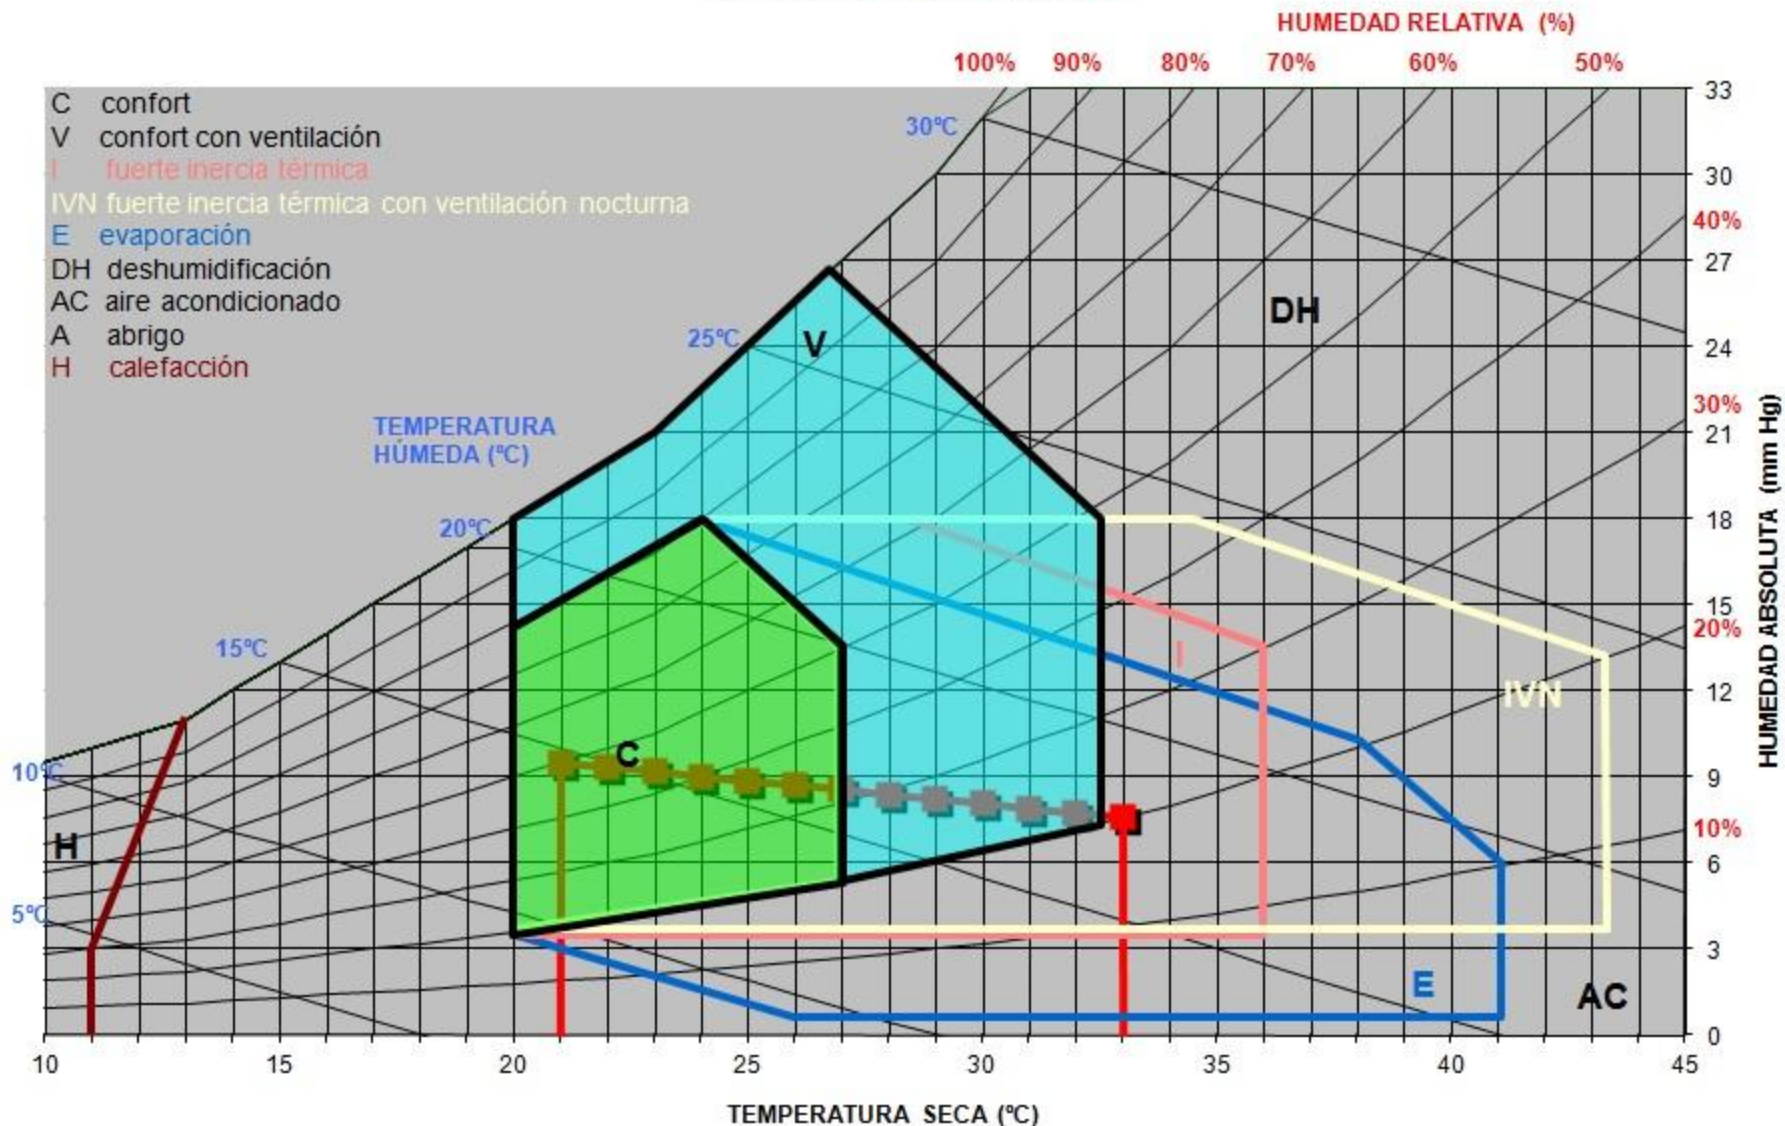 HUMEDAD RELATIVA (%)
100% 90% 80% 70% 60% 50%
C confort
V confort con ventilación
I fuerte inercia térmica
IVN fuerte inercia térmica con ventilación nocturna
E evaporación
DH deshumidificación
AC aire acondicionado
A abrigo
H calefacción
33
30
27
24
21
18
15
12
9
6
3
0
40%
30%
20%
10%
HUMEDAD ABSOLUTA (mm Hg)
30ºC
25ºC
TEMPERATURA
HÚMEDA (ºC)
20ºC
15ºC
10ºC
5ºC
V
DH
C
I
IVN
H
E
AC
10 15 20 25 30 35 40 45
TEMPERATURA SECA (ºC)